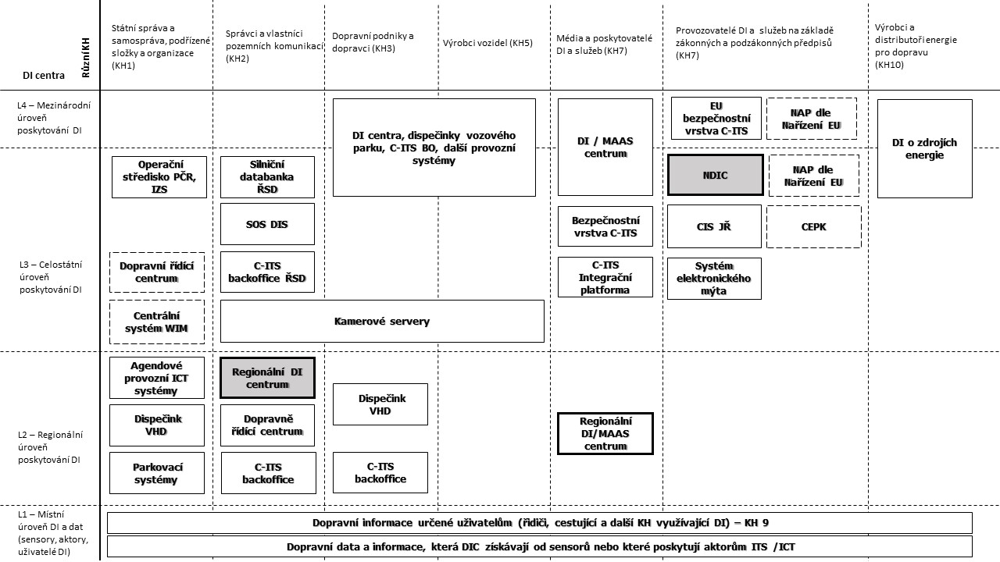 DI centra
Různí KH
Státní správa a
samospráva, podřízené
složky a organizace
(KH1)
Správci a vlastníci
pozemních komunikací
(KH2)
Dopravní podniky a
dopravci (KH3)
Výrobci vozidel (KH5)
Média a poskytovatelé
DI a služeb (KH7)
Provozovatelé DI a služeb na základě
zákonných a podzákonných předpisů
(KH7)
Výrobci a
distributoři energie
pro dopravu
(KH10)
L4 – Mezinárodní
úroveň
poskytování DI
DI centra, dispečinky vozového
parku, C-ITS BO, další provozní
systémy
DI / MAAS
centrum
EU
bezpečnostní
vrstva C-ITS
NAP dle
Nařízení EU
DI o zdrojích
energie
L3 – Celostátní
úroveň
poskytování DI
Operační
středisko PČR,
IZS
Silniční
databanka
ŘSD
NDIC
NAP dle
Nařízení EU
SOS DIS
Bezpečnostní
vrstva C-ITS
CIS JŘ
CEPK
Dopravní řídící
centrum
C-ITS
backoffice ŘSD
C-ITS
Integrační
platforma
Systém
elektronického
mýta
Centrální
systém WIM
Kamerové servery
L2 – Regionální
úroveň
poskytování DI
Agendové
provozní ICT
systémy
Regionální DI
centrum
Dispečink
VHD
Dispečink
VHD
Dopravně
řídící centrum
Regionální
DI/MAAS
centrum
Parkovací
systémy
C-ITS
backoffice
C-ITS
backoffice
L1 – Místní
úroveň DI a dat
(sensory, aktory,
uživatelé DI)
Dopravní informace určené uživatelům (řidiči, cestující a další KH využívající DI) – KH 9
Dopravní data a informace, která DIC získávají od sensorů nebo které poskytují aktorům ITS /ICT